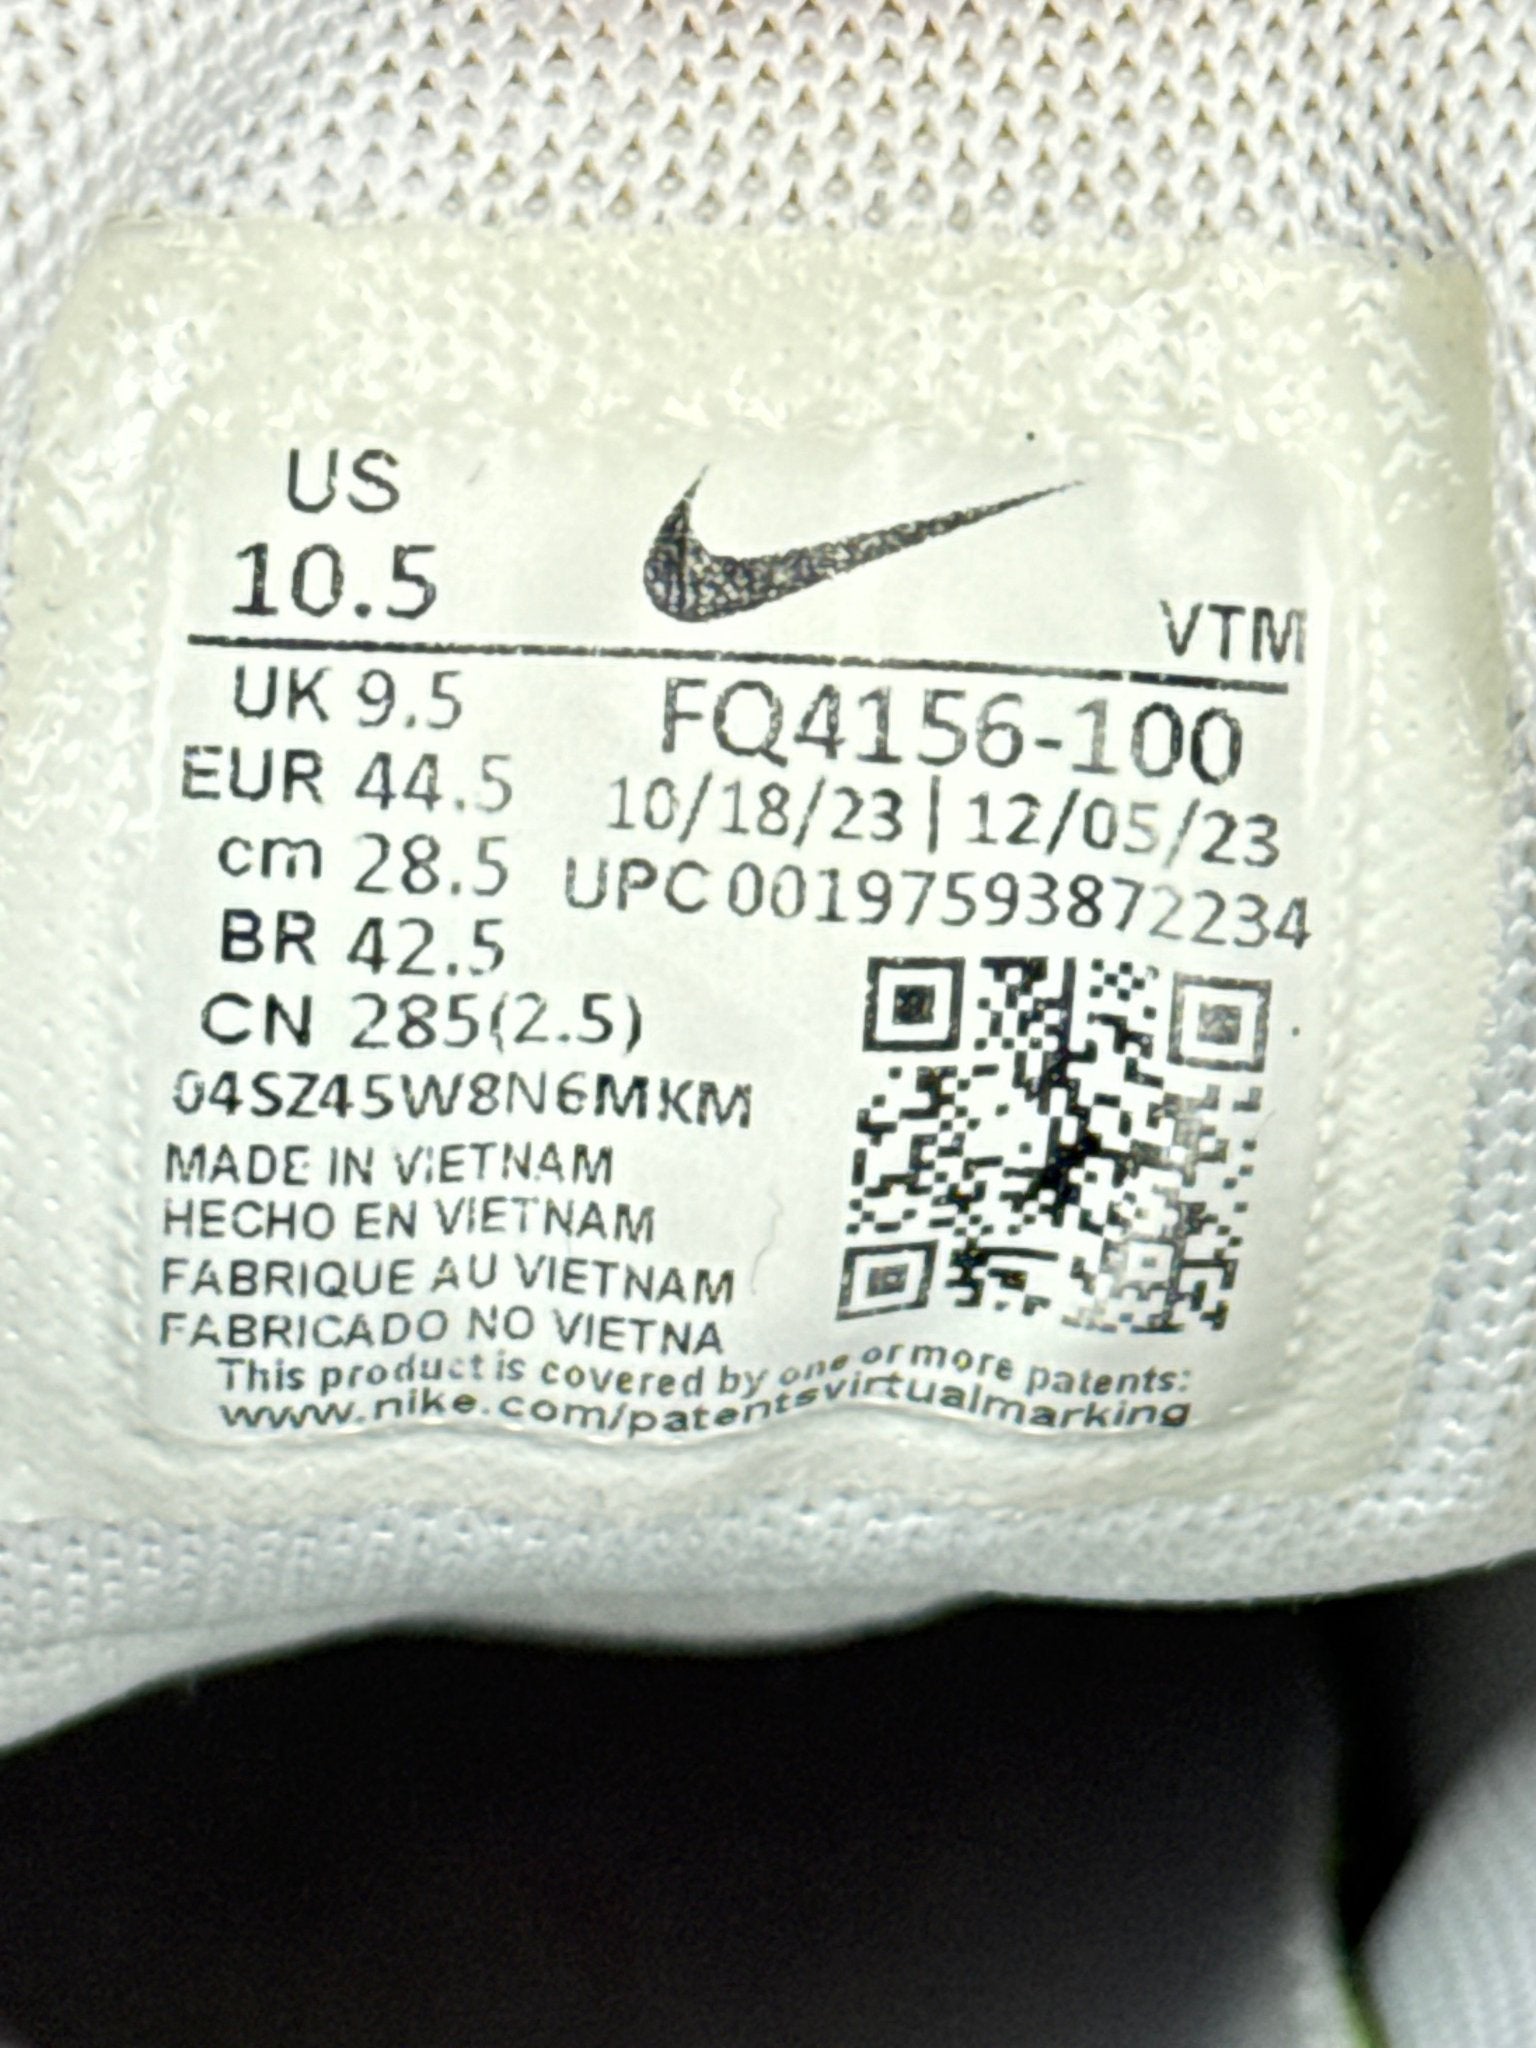 US
10.5
VTM
UK 9.5
EUR 44.5
cm 28.5
BR 42.5
CN 285(2.5)
FQ4156-100
10/18/23 | 12/05/23
UPC 00197593872234
04SZ45W8N6MKM
MADE IN VIETNAM
HECHO EN VIETNAM
FABRIQUE AU VIETNAM
FABRICADO NO VIETNA
This product is covered by one or more patents:
www.nike.com/patentsvirtualmarking